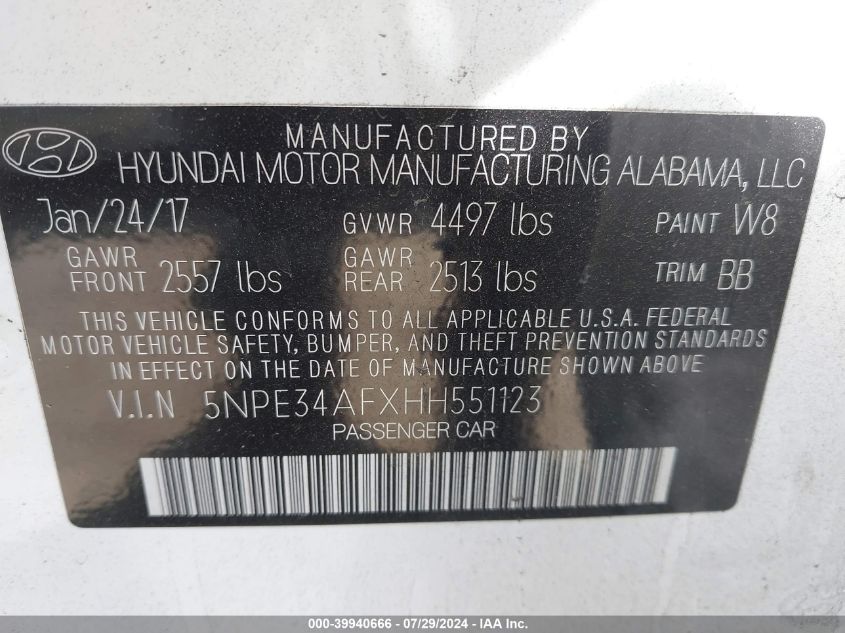 MANUFACTURED BY
HYUNDAI MOTOR MANUFACTURING ALABAMA, LLC
Jan/24/17 GVWR 4497 lbs PAINT W8
GAWR FRONT 2557 lbs GAWR REAR 2513 lbs TRIM BB
THIS VEHICLE CONFORMS TO ALL APPLICABLE U.S.A. FEDERAL
MOTOR VEHICLE SAFETY, BUMPER, AND THEFT PREVENTION STANDARDS
IN EFFECT ON THE DATE OF MANUFACTURE SHOWN ABOVE
V.I.N 5NPE34AFXHH551123
PASSENGER CAR
000-39940666 - 07/29/2024 - IAA Inc.